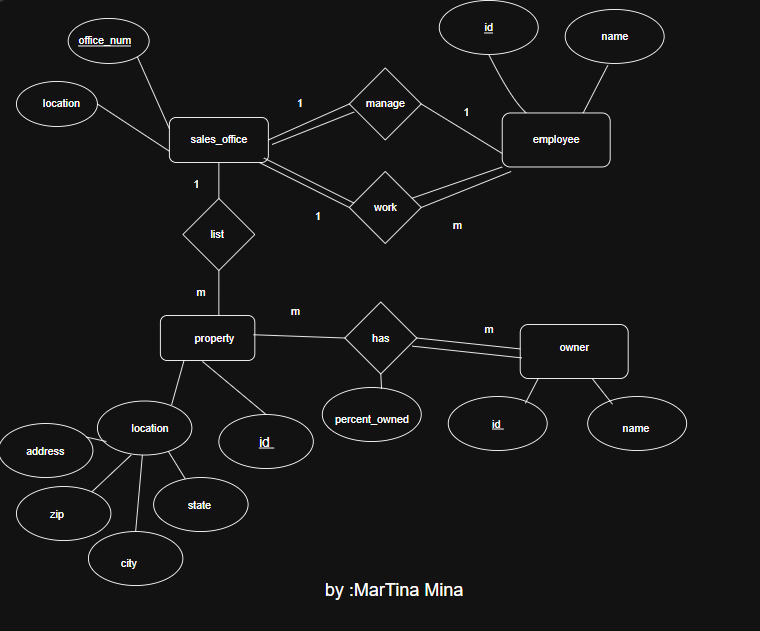 office_num
id
name
location
1
manage
1
sales_office
employee
1
work
1
m
list
m
m
m
property
has
owner
percent_owned
id
name
location
id
address
state
zip
city
by :MarTina Mina